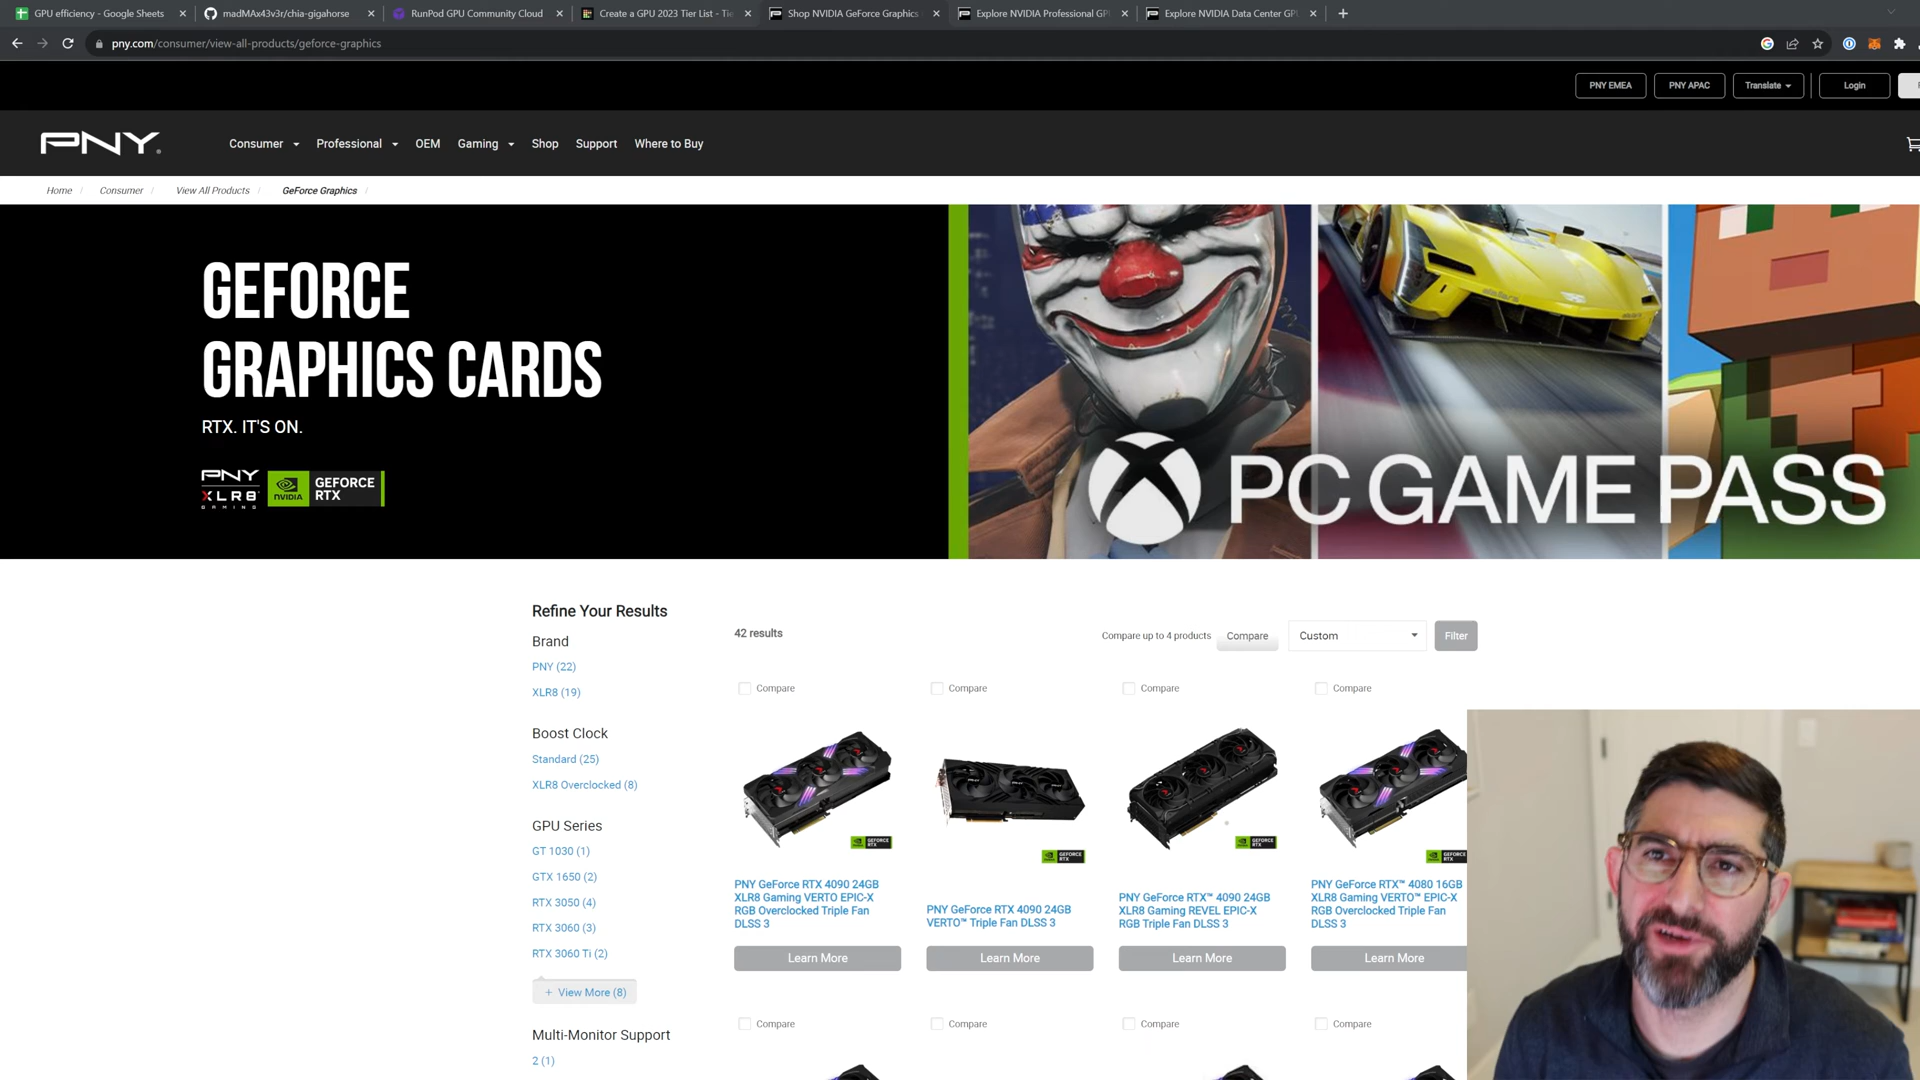 GPU efficiency - Google Sheets
madMAx43v3r/chia-gigahorse
RunPod GPU Community Cloud
Create a GPU 2023 Tier List - Tie
Shop NVIDIA GeForce Graphics
Explore NVIDIA Professional GP
Explore NVIDIA Data Center GP
pny.com/consumer/view-all-products/geforce-graphics
PNY EMEA
PNY APAC
Translate
Login
PNY
Consumer
Professional
OEM
Gaming
Shop
Support
Where to Buy
Home / Consumer / View All Products / GeForce Graphics /
GEFORCE
GRAPHICS CARDS
RTX. IT'S ON.
PNY
XLR8
GAMING
NVIDIA
GEFORCE
RTX
PC GAME PASS
Refine Your Results
Brand
PNY (22)
XLR8 (19)
Boost Clock
Standard (25)
XLR8 Overclocked (8)
GPU Series
GT 1030 (1)
GTX 1650 (2)
RTX 3050 (4)
RTX 3060 (3)
RTX 3060 Ti (2)
+ View More (8)
Multi-Monitor Support
2 (1)
42 results
Compare up to 4 products
Compare
Custom
Filter
Compare
Compare
Compare
Compare
GEFORCE
RTX
GEFORCE
RTX
GEFORCE
RTX
GEFORCE
RTX
PNY GeForce RTX 4090 24GB
XLR8 Gaming VERTO EPIC-X
RGB Overclocked Triple Fan
DLSS 3
PNY GeForce RTX 4090 24GB
VERTO™ Triple Fan DLSS 3
PNY GeForce RTX™ 4090 24GB
XLR8 Gaming REVEL EPIC-X
RGB Triple Fan DLSS 3
PNY GeForce RTX™ 4080 16GB
XLR8 Gaming VERTO™ EPIC-X
RGB Overclocked Triple Fan
DLSS 3
Learn More
Learn More
Learn More
Learn More
Compare
Compare
Compare
Compare